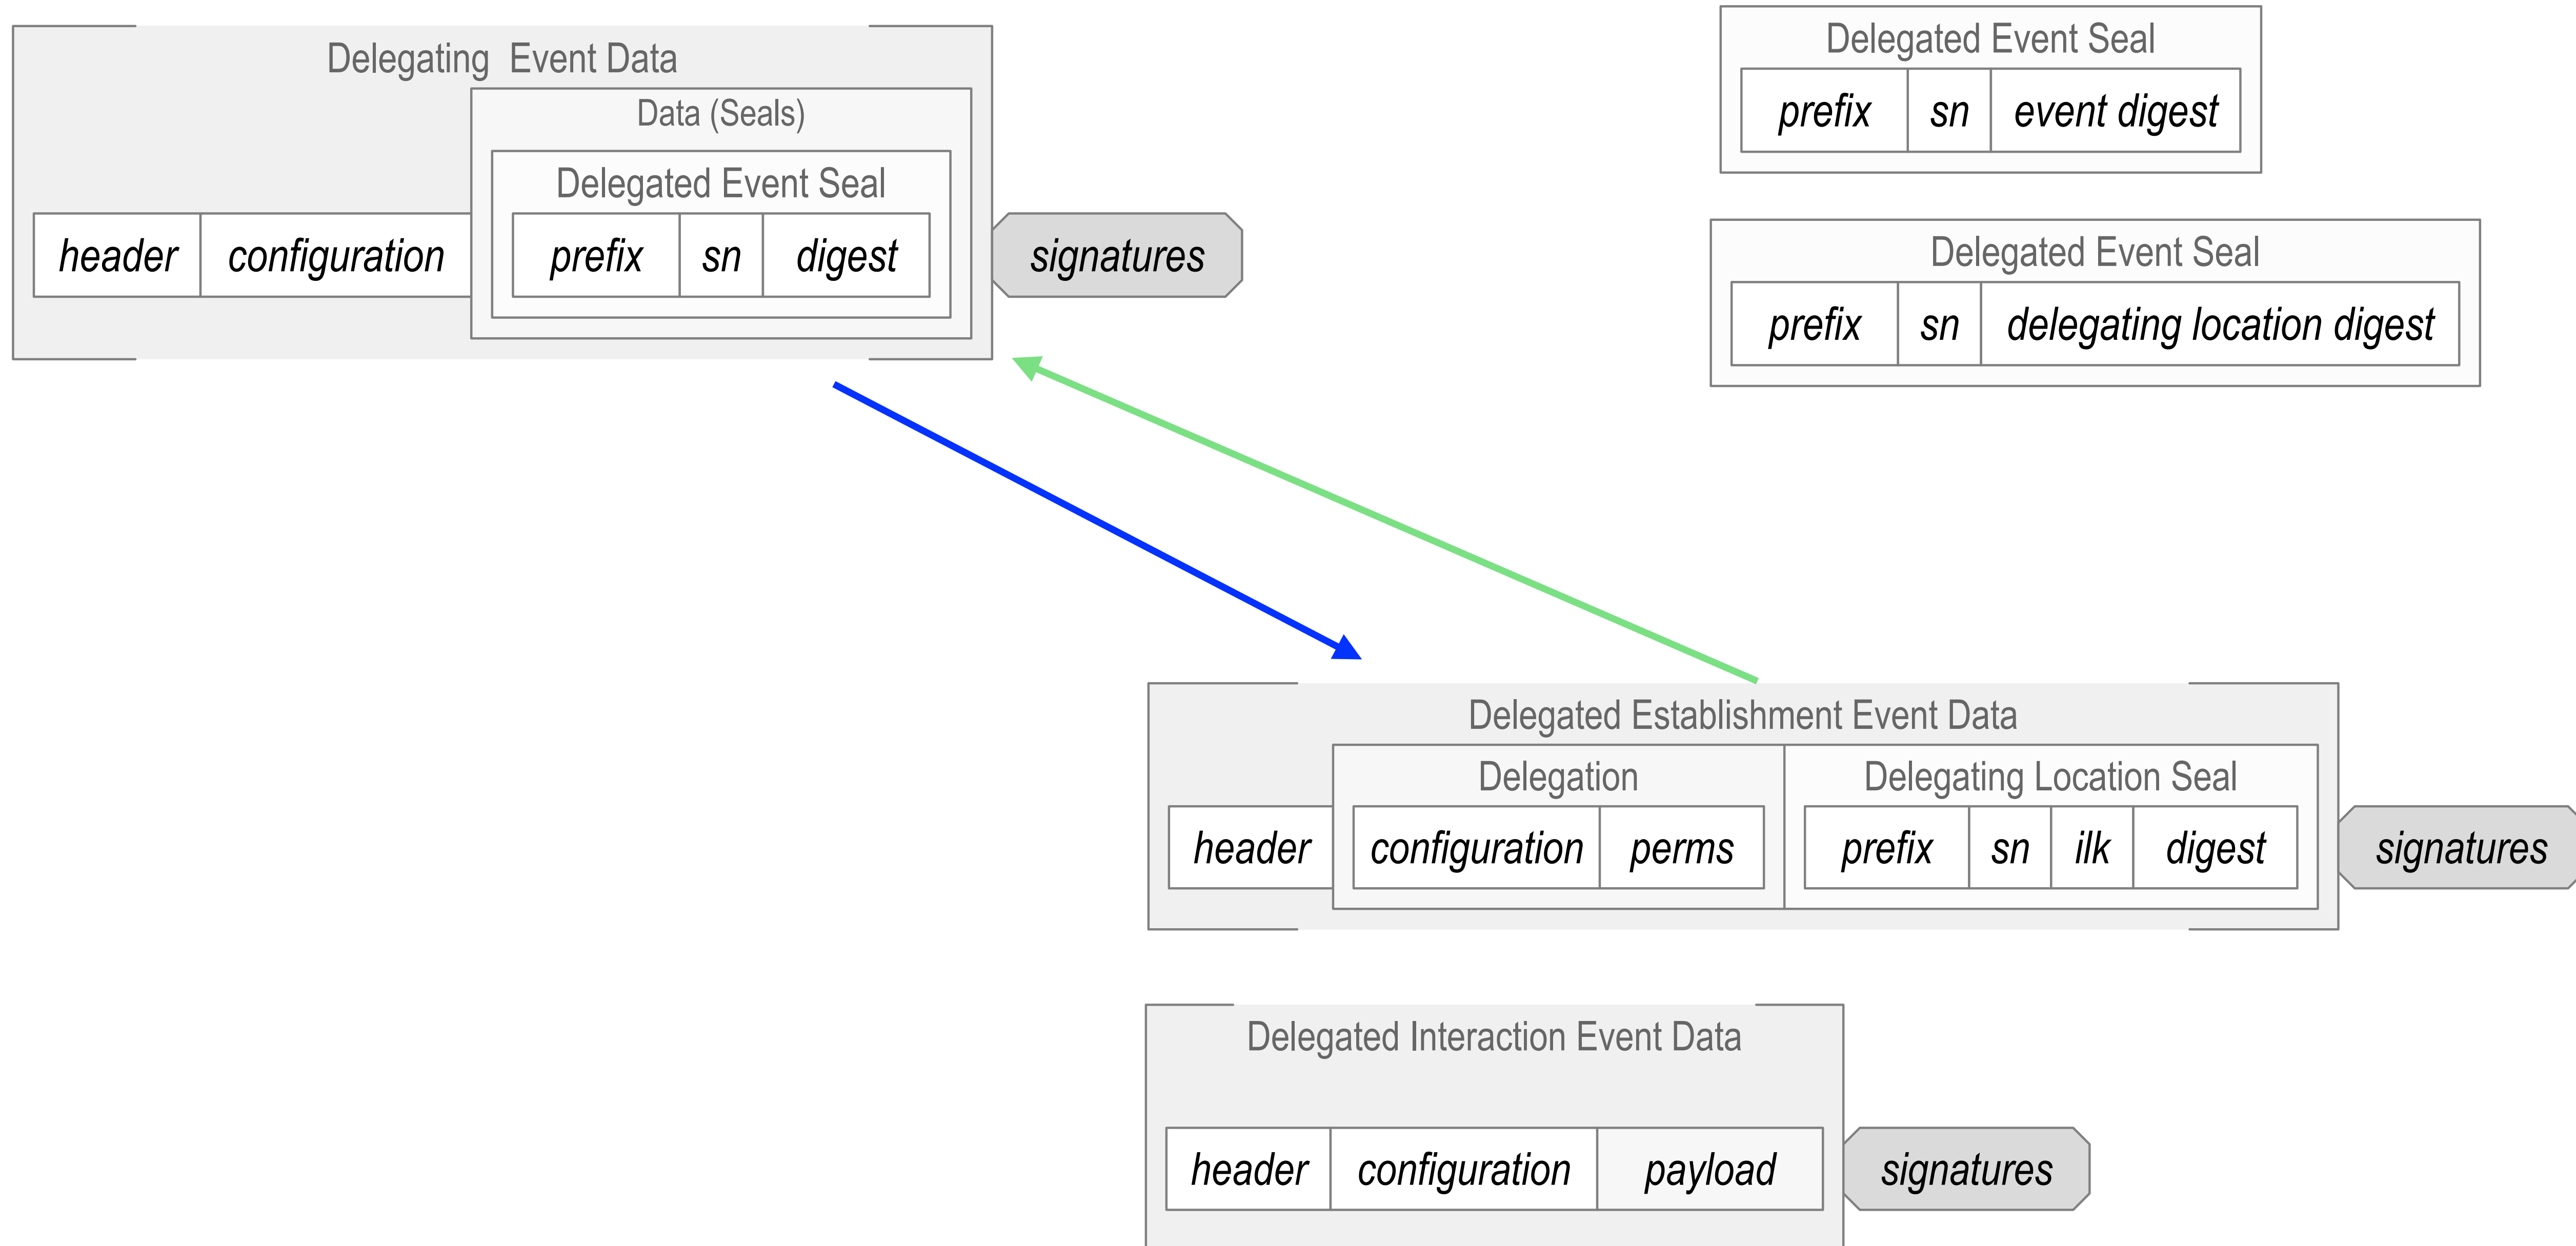 Delegating Event Data
Data (Seals)
Delegated Event Seal
header configuration prefix sn digest signatures
Delegated Event Seal
prefix sn event digest
Delegated Event Seal
prefix sn delegating location digest
Delegated Establishment Event Data
Delegation Delegating Location Seal
header configuration perms prefix sn ilk digest signatures
Delegated Interaction Event Data
header configuration payload signatures